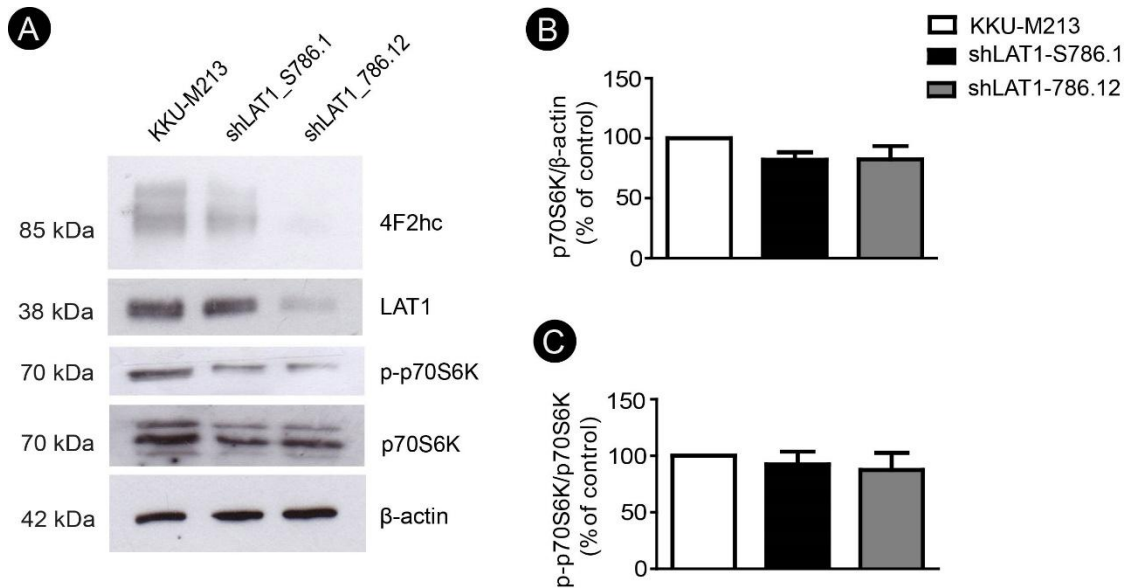 A
KKU-M213
shLAT1_S786.1
shLAT1_786.12
85 kDa
4F2hc
38 kDa
LAT1
70 kDa
p-p70S6K
70 kDa
p70S6K
42 kDa
β-actin
B
KKU-M213
shLAT1-S786.1
shLAT1-786.12
p70S6K/β-actin
(% of control)
150
100
50
0
C
p-p70S6K/p70S6K
(% of control)
150
100
50
0